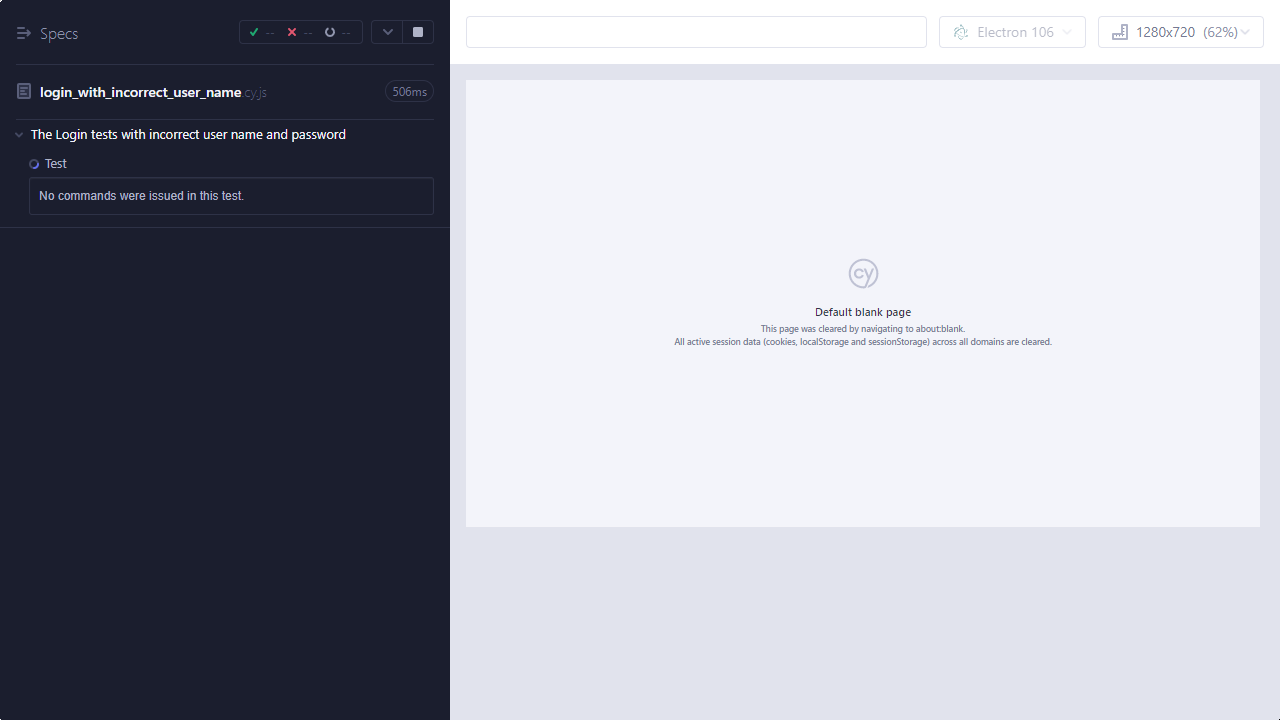 Specs
-- -- --
login_with_incorrect_user_name.cy.js 506ms
The Login tests with incorrect user name and password
Test
No commands were issued in this test.
Electron 106
1280x720 (62%)
cy
Default blank page
This page was cleared by navigating to about:blank.
All active session data (cookies, localStorage and sessionStorage) across all domains are cleared.